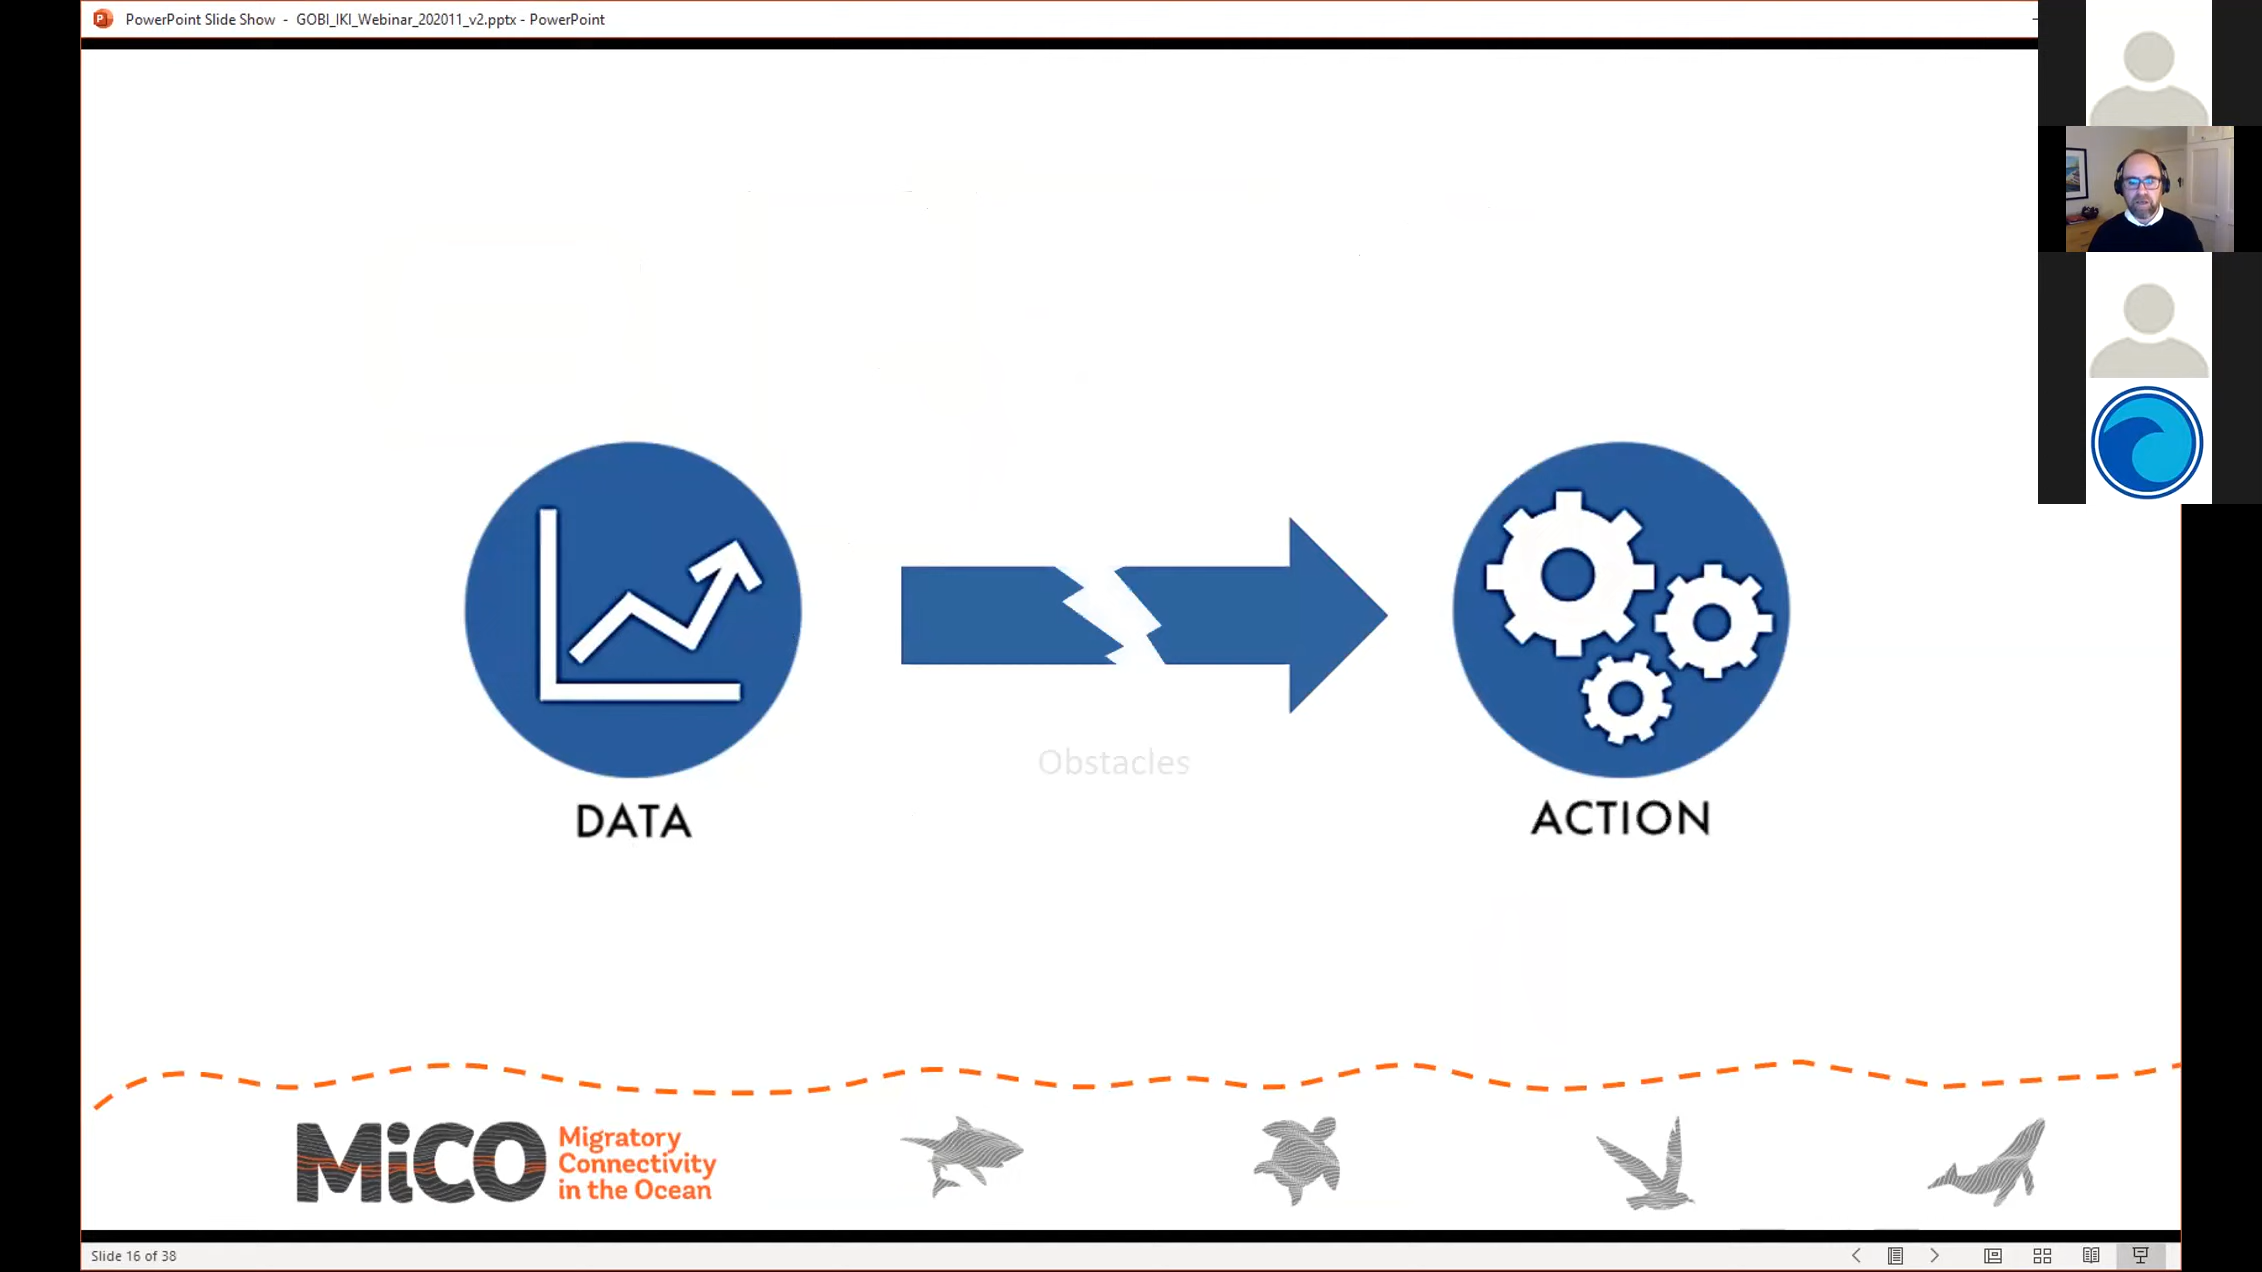 PowerPoint Slide Show - GOBI_IKI_Webinar_202011_v2.pptx - PowerPoint
Obstacles
DATA
ACTION
MiCO
Migratory
Connectivity
in the Ocean
Slide 16 of 38